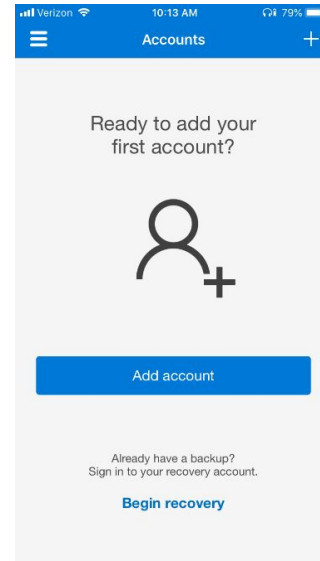 Verizon 10:13 AM 79%
Accounts
Ready to add your
first account?
Add account
Already have a backup?
Sign in to your recovery account.
Begin recovery